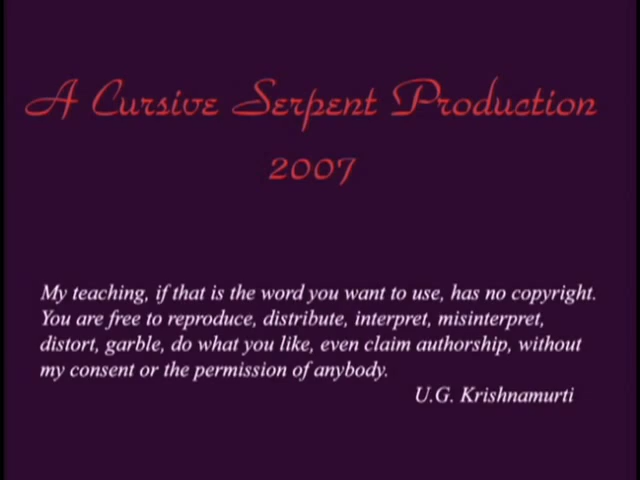 A Cursive Serpent Production
2007
My teaching, if that is the word you want to use, has no copyright.
You are free to reproduce, distribute, interpret, misinterpret,
distort, garble, do what you like, even claim authorship, without
my consent or the permission of anybody.
U.G. Krishnamurti